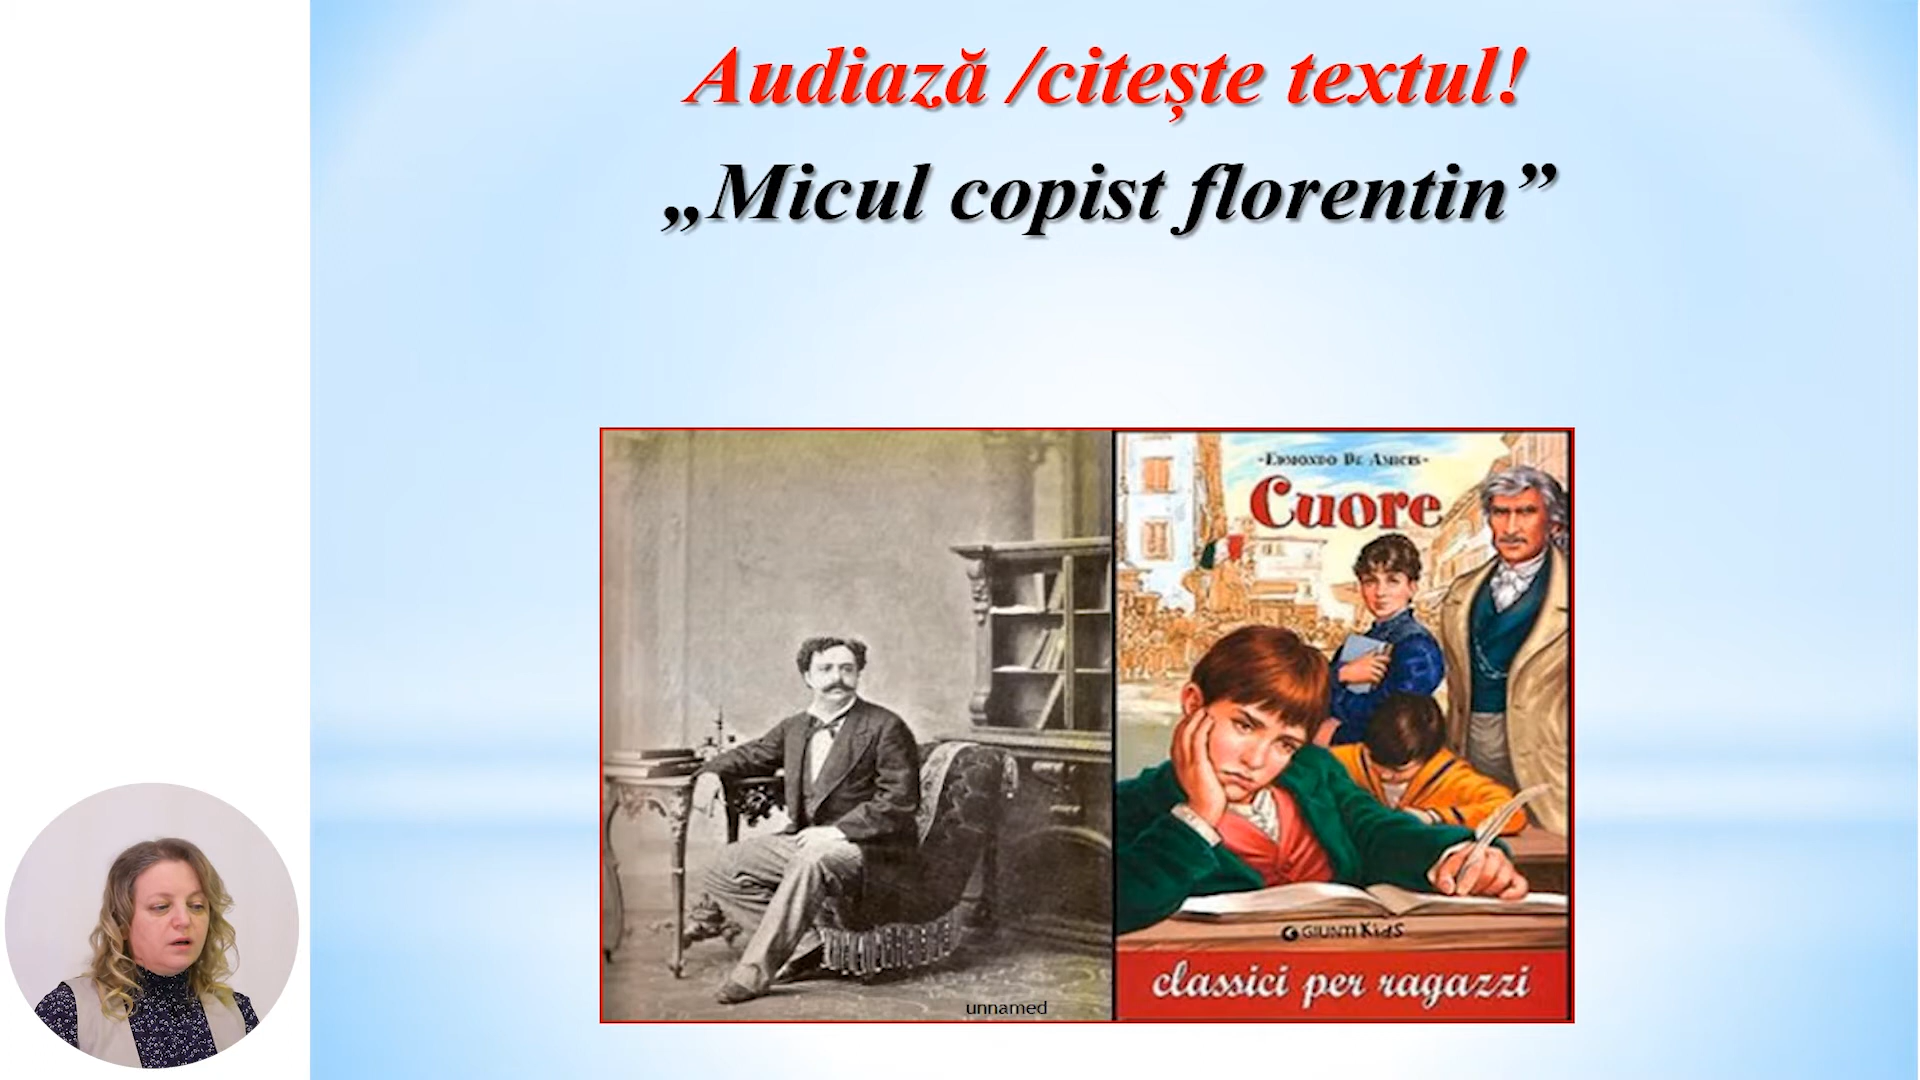 Audiază /citește textul!
„Micul copist florentin”
-Edmondo De Amicis-
Cuore
GIUNTI Kids
classici per ragazzi
unnamed